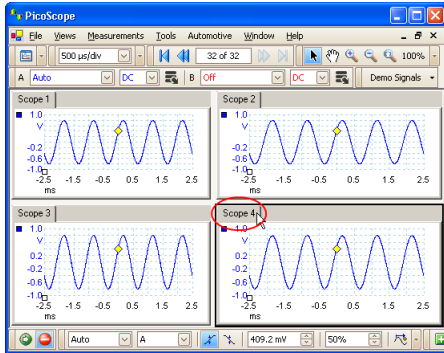 PicoScope
File Views Measurements Tools Automotive Window Help
500 µs/div 32 of 32 100%
A Auto DC B Off DC Demo Signals
Scope 1 Scope 2
1.0 1.0
V V
-0.2 -0.2
-0.6 -0.6
-1.0 -1.0
-2.5 -1.5 -0.5 0.5 1.5 2.5 -2.5 -1.5 -0.5 0.5 1.5 2.5
ms ms
Scope 3 Scope 4
1.0 1.0
V V
0.2 0.2
-0.2 -0.2
-0.6 -0.6
-1.0 -1.0
-2.5 -1.5 -0.5 0.5 1.5 2.5 -2.5 -1.5 -0.5 0.5 1.5 2.5
ms ms
Auto A 409.2 mV 50%